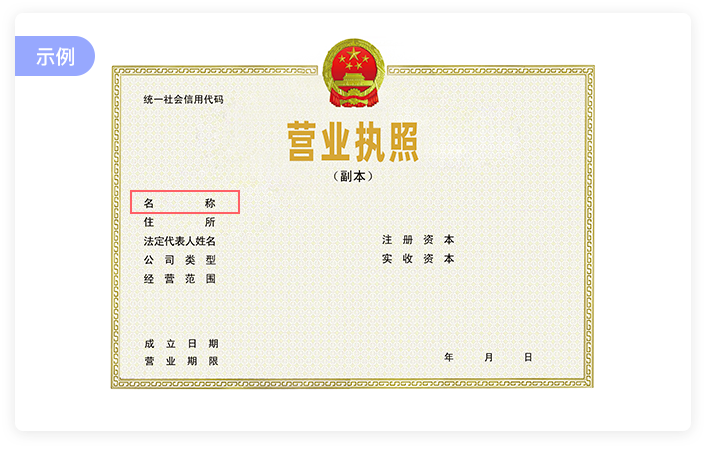 示例
统一社会信用代码
营业执照
（副本）
名称
住所
法定代表人姓名
注册资本
公司类型
实收资本
经营范围
成立日期
营业期限
年 月 日